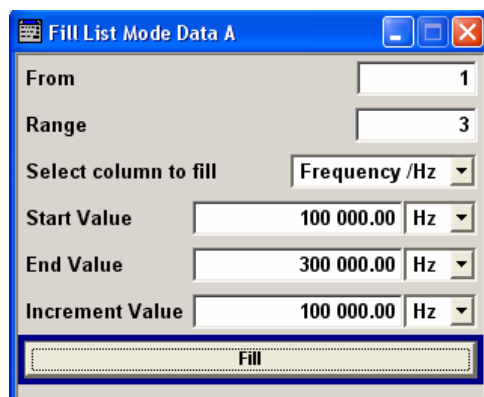 Fill List Mode Data A
From 1
Range 3
Select column to fill Frequency /Hz
Start Value 100 000.00 Hz
End Value 300 000.00 Hz
Increment Value 100 000.00 Hz
Fill